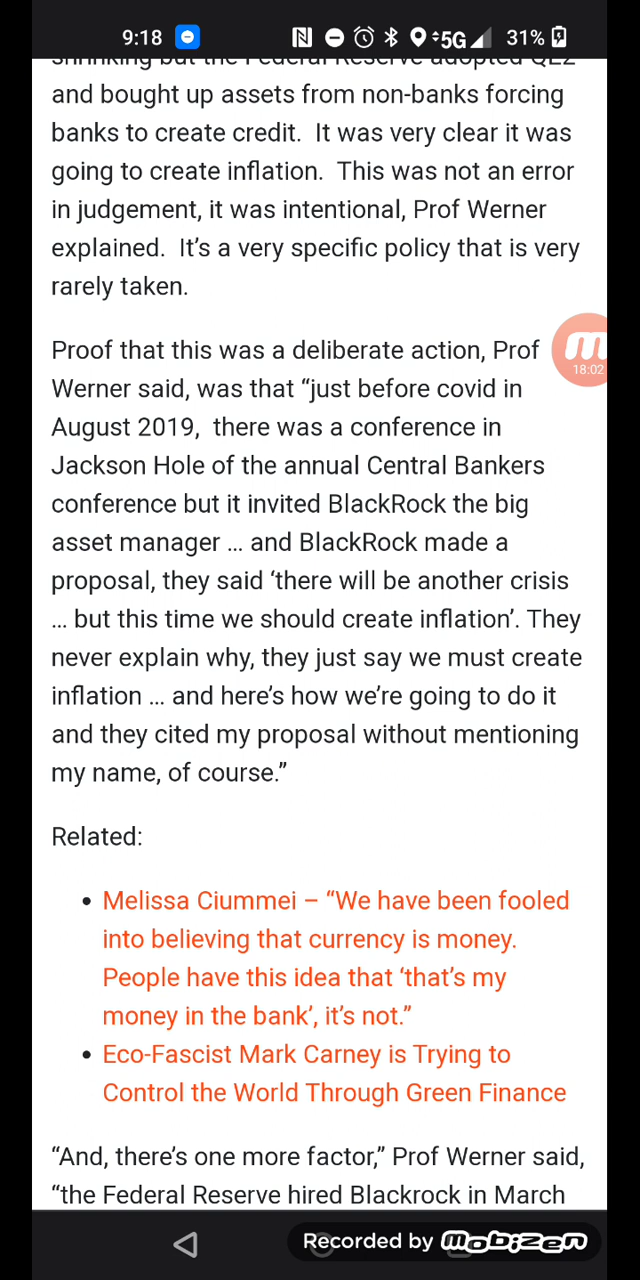 9:18
5G
31%
shrinking but the Federal Reserve adopted QE2
and bought up assets from non-banks forcing
banks to create credit.  It was very clear it was
going to create inflation.  This was not an error
in judgement, it was intentional, Prof Werner
explained.  It’s a very specific policy that is very
rarely taken.
Proof that this was a deliberate action, Prof
Werner said, was that “just before covid in
August 2019,  there was a conference in
Jackson Hole of the annual Central Bankers
conference but it invited BlackRock the big
asset manager … and BlackRock made a
proposal, they said ‘there will be another crisis
… but this time we should create inflation’. They
never explain why, they just say we must create
inflation … and here’s how we’re going to do it
and they cited my proposal without mentioning
my name, of course.”
18:02
Related:
• Melissa Ciummei – “We have been fooled
into believing that currency is money.
People have this idea that ‘that’s my
money in the bank’, it’s not.”
• Eco-Fascist Mark Carney is Trying to
Control the World Through Green Finance
“And, there’s one more factor,” Prof Werner said,
“the Federal Reserve hired Blackrock in March
Recorded by Mobizen